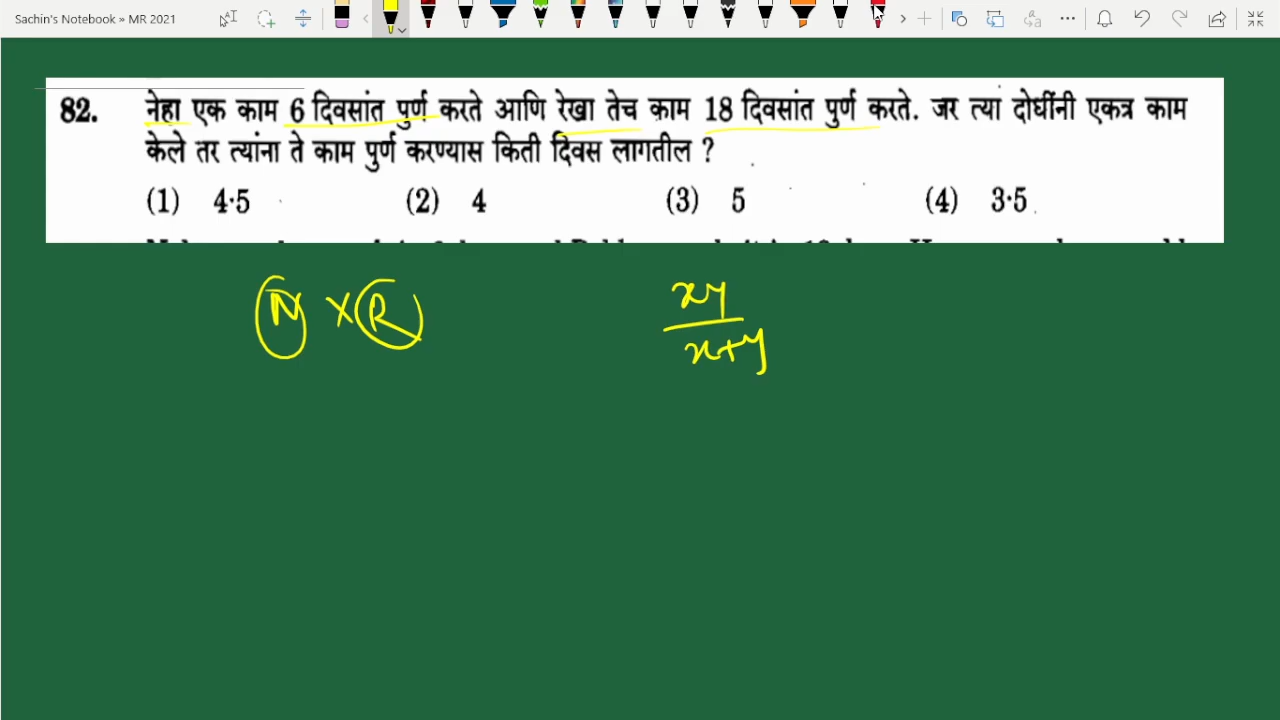 Sachin's Notebook » MR 2021
82. नेहा एक काम 6 दिवसांत पुर्ण करते आणि रेखा तेच काम 18 दिवसांत पुर्ण करते. जर त्या दोघींनी एकत्र काम
केले तर त्यांना ते काम पुर्ण करण्यास किती दिवस लागतील ?
(1) 4·5 (2) 4 (3) 5 (4) 3·5
N × R
xy
x+y